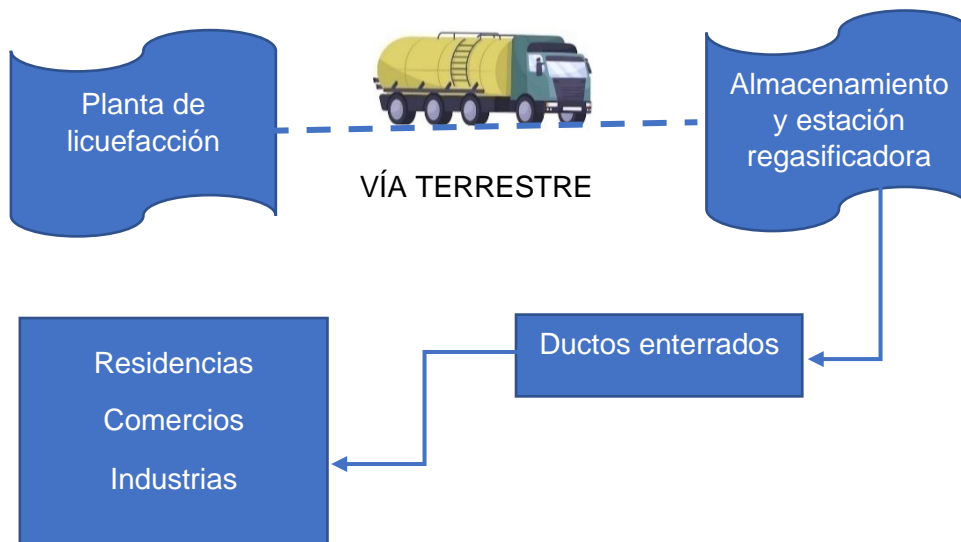 Planta de
licuefacción
VÍA TERRESTRE
Almacenamiento
y estación
regasificadora
Ductos enterrados
Residencias
Comercios
Industrias